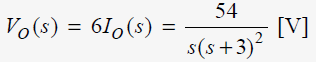 V_O(s) = 6I_O(s) = 54 / s(s+3)^2 [V]